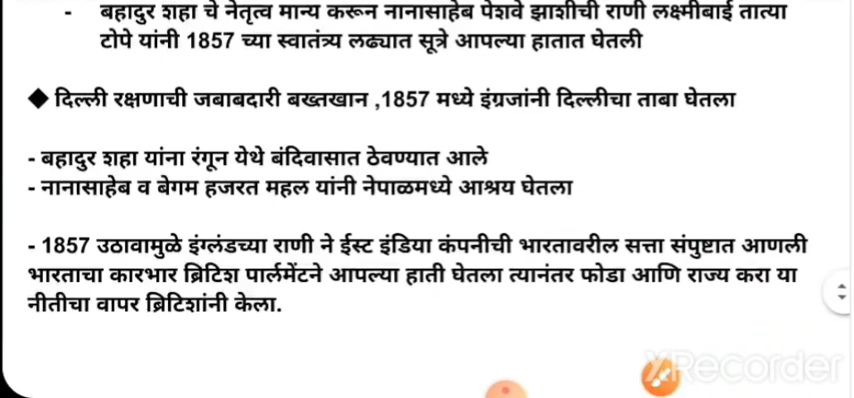 - बहादुर शहा चे नेतृत्व मान्य करून नानासाहेब पेशवे झाशीची राणी लक्ष्मीबाई तात्या
टोपे यांनी 1857 च्या स्वातंत्र्य लढ्यात सूत्रे आपल्या हातात घेतली
◆ दिल्ली रक्षणाची जबाबदारी बख्तखान ,1857 मध्ये इंग्रजांनी दिल्लीचा ताबा घेतला
- बहादुर शहा यांना रंगून येथे बंदिवासात ठेवण्यात आले
- नानासाहेब व बेगम हजरत महल यांनी नेपाळमध्ये आश्रय घेतला
- 1857 उठावामुळे इंग्लंडच्या राणी ने ईस्ट इंडिया कंपनीची भारतावरील सत्ता संपुष्टात आणली
भारताचा कारभार ब्रिटिश पार्लमेंटने आपल्या हाती घेतला त्यानंतर फोडा आणि राज्य करा या
नीतीचा वापर ब्रिटिशांनी केला.
XRecorder